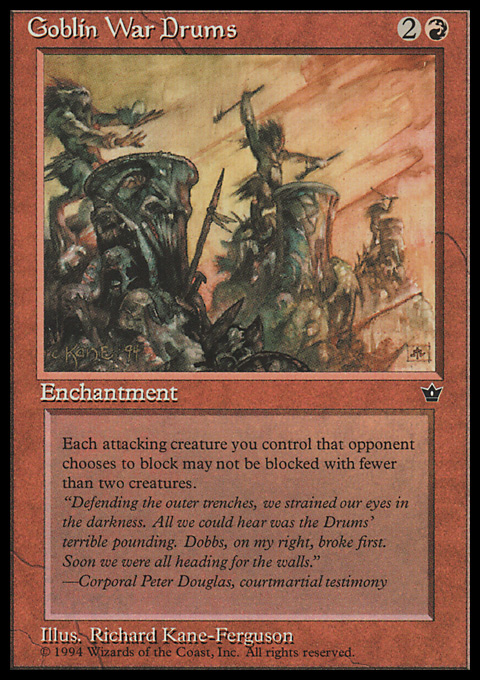 Goblin War Drums 2
c Kane 94
Enchantment
Each attacking creature you control that opponent
chooses to block may not be blocked with fewer
than two creatures.
“Defending the outer trenches, we strained our eyes in
the darkness. All we could hear was the Drums’
terrible pounding. Dobbs, on my right, broke first.
Soon we were all heading for the walls.”
—Corporal Peter Douglas, courtmartial testimony
Illus. Richard Kane-Ferguson
© 1994 Wizards of the Coast, Inc. All rights reserved.